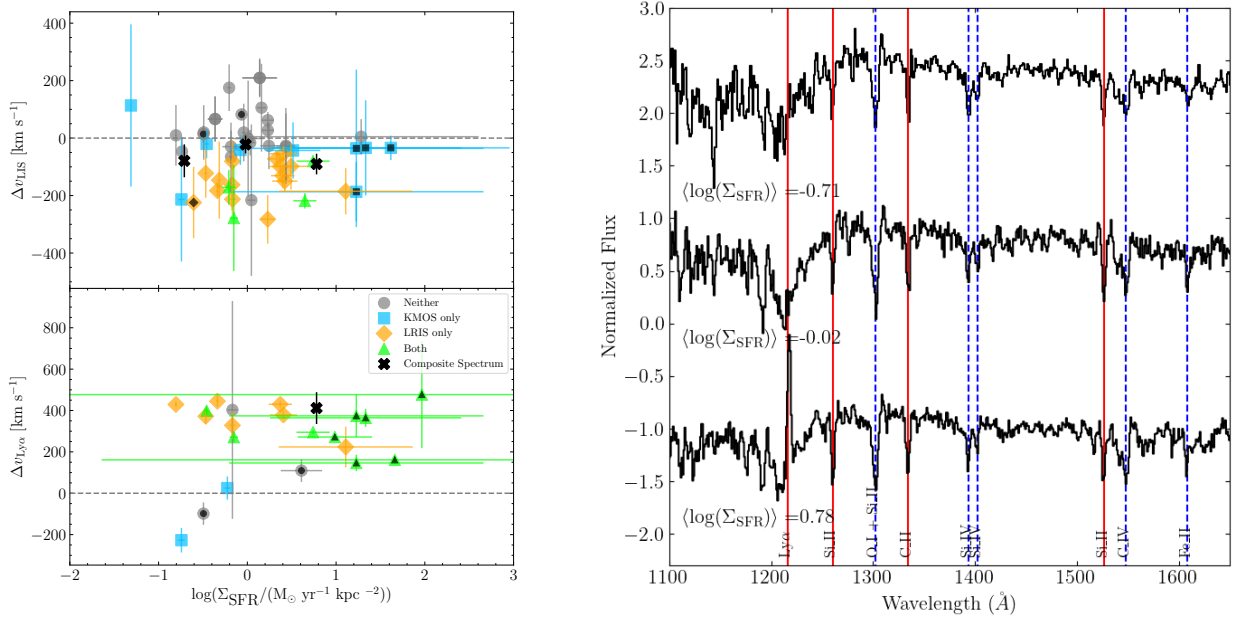 400
200
0
−200
−400
Δv_LIS [km s⁻¹]
800
600
400
200
0
−200
Δv_Lyα [km s⁻¹]
Neither
KMOS only
LRIS only
Both
Composite Spectrum
−2 −1 0 1 2 3
log(Σ_SFR/(M_⊙ yr⁻¹ kpc ⁻²))
3.0
2.5
2.0
1.5
1.0
0.5
0.0
−0.5
−1.0
−1.5
−2.0
Normalized Flux
⟨log(Σ_SFR)⟩ =-0.71
⟨log(Σ_SFR)⟩ =-0.02
⟨log(Σ_SFR)⟩ =0.78
Lyα
Si II
O I + Si II
C II
Si IV
Si IV
Si II
C IV
Fe II
1100 1200 1300 1400 1500 1600
Wavelength (Å)